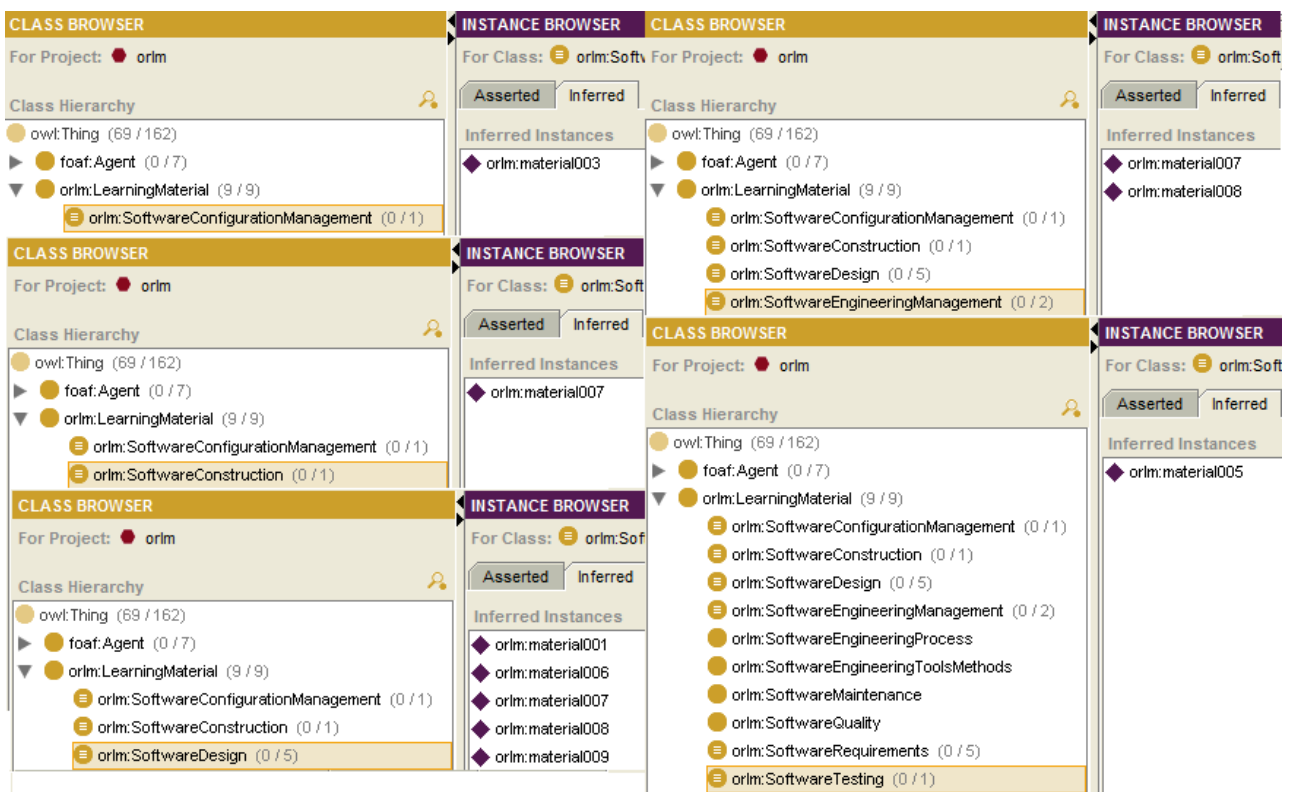 CLASS BROWSER
For Project: orlm
Class Hierarchy
owl:Thing (69 / 162)
foaf:Agent (0 / 7)
orlm:LearningMaterial (9 / 9)
orlm:SoftwareConfigurationManagement (0 / 1)
INSTANCE BROWSER
For Class: orlm:Softw
Asserted Inferred
Inferred Instances
orlm:material003
CLASS BROWSER
For Project: orlm
Class Hierarchy
owl:Thing (69 / 162)
foaf:Agent (0 / 7)
orlm:LearningMaterial (9 / 9)
orlm:SoftwareConfigurationManagement (0 / 1)
orlm:SoftwareConstruction (0 / 1)
INSTANCE BROWSER
For Class: orlm:Soft
Asserted Inferred
Inferred Instances
orlm:material007
CLASS BROWSER
For Project: orlm
Class Hierarchy
owl:Thing (69 / 162)
foaf:Agent (0 / 7)
orlm:LearningMaterial (9 / 9)
orlm:SoftwareConfigurationManagement (0 / 1)
orlm:SoftwareConstruction (0 / 1)
orlm:SoftwareDesign (0 / 5)
INSTANCE BROWSER
For Class: orlm:Sof
Asserted Inferred
Inferred Instances
orlm:material001
orlm:material006
orlm:material007
orlm:material008
orlm:material009
CLASS BROWSER
For Project: orlm
Class Hierarchy
owl:Thing (69 / 162)
foaf:Agent (0 / 7)
orlm:LearningMaterial (9 / 9)
orlm:SoftwareConfigurationManagement (0 / 1)
orlm:SoftwareConstruction (0 / 1)
orlm:SoftwareDesign (0 / 5)
orlm:SoftwareEngineeringManagement (0 / 2)
INSTANCE BROWSER
For Class: orlm:Soft
Asserted Inferred
Inferred Instances
orlm:material007
orlm:material008
CLASS BROWSER
For Project: orlm
Class Hierarchy
owl:Thing (69 / 162)
foaf:Agent (0 / 7)
orlm:LearningMaterial (9 / 9)
orlm:SoftwareConfigurationManagement (0 / 1)
orlm:SoftwareConstruction (0 / 1)
orlm:SoftwareDesign (0 / 5)
orlm:SoftwareEngineeringManagement (0 / 2)
orlm:SoftwareEngineeringProcess
orlm:SoftwareEngineeringToolsMethods
orlm:SoftwareMaintenance
orlm:SoftwareQuality
orlm:SoftwareRequirements (0 / 5)
orlm:SoftwareTesting (0 / 1)
INSTANCE BROWSER
For Class: orlm:Soft
Asserted Inferred
Inferred Instances
orlm:material005